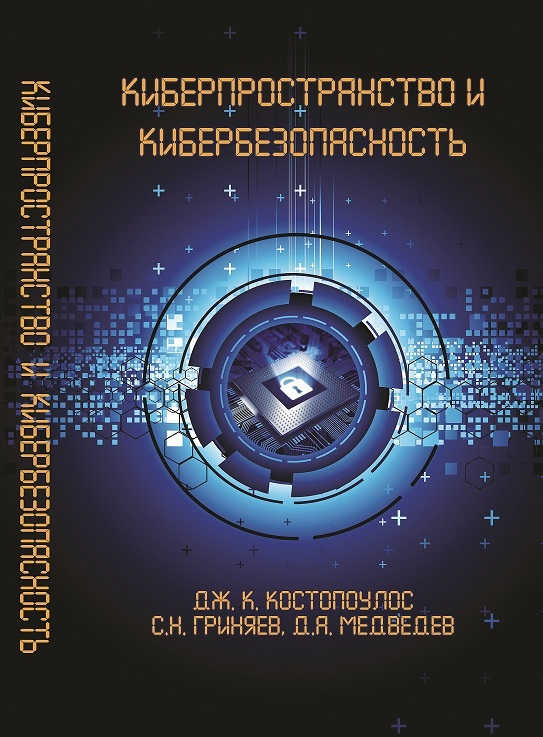 КИБЕРПРОСТРАНСТВО И
КИБЕРБЕЗОПАСНОСТЬ
КИБЕРПРОСТРАНСТВО И КИБЕРБЕЗОПАСНОСТЬ
ДЖ. К. КОСТОПОУЛОС
С.Н. ГРИНЯЕВ, Д.А. МЕДВЕДЕВ